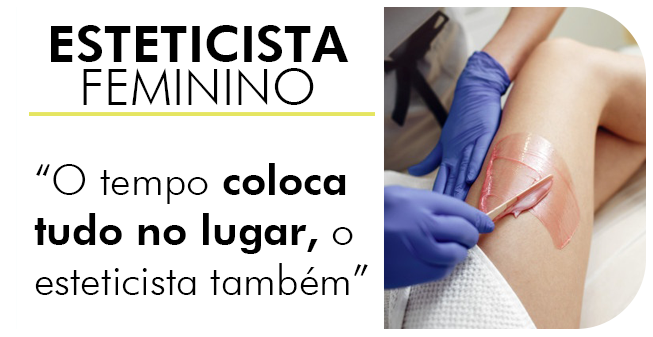 ESTETICISTA
FEMININO
“O tempo coloca
tudo no lugar, o
esteticista também”